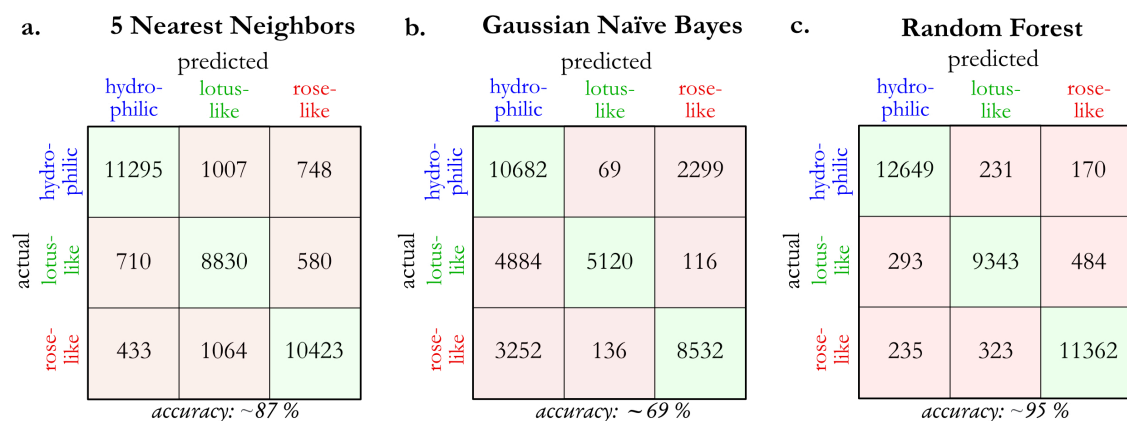 a.
5 Nearest Neighbors
predicted
hydro-
philic
lotus-
like
rose-
like
actual
hydro-
philic
11295 1007 748
lotus-
like
710 8830 580
rose-
like
433 1064 10423
accuracy: ~87 %
b.
Gaussian Naïve Bayes
predicted
hydro-
philic
lotus-
like
rose-
like
actual
hydro-
philic
10682 69 2299
lotus-
like
4884 5120 116
rose-
like
3252 136 8532
accuracy: ~69 %
c.
Random Forest
predicted
hydro-
philic
lotus-
like
rose-
like
actual
hydro-
philic
12649 231 170
lotus-
like
293 9343 484
rose-
like
235 323 11362
accuracy: ~95 %